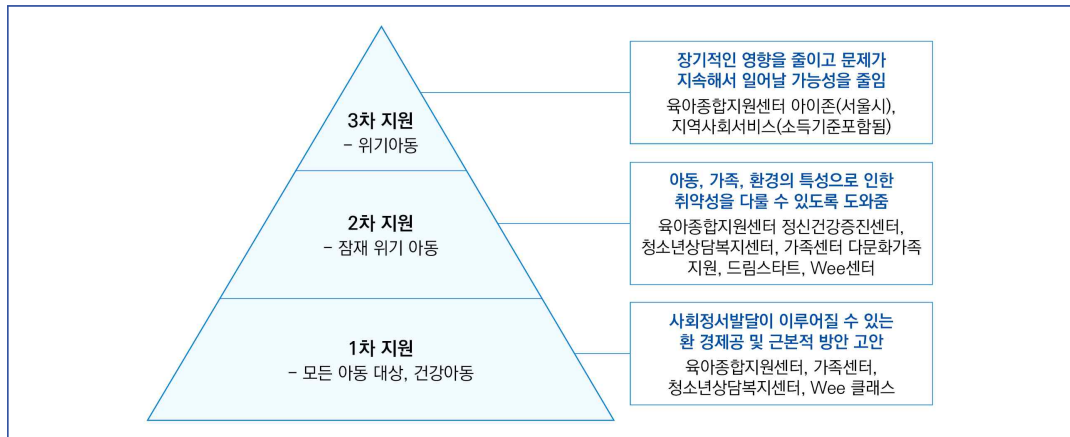 3차 지원
– 위기아동
장기적인 영향을 줄이고 문제가
지속해서 일어날 가능성을 줄임
육아종합지원센터 아이존(서울시),
지역사회서비스(소득기준포함됨)
2차 지원
– 잠재 위기 아동
아동, 가족, 환경의 특성으로 인한
취약성을 다룰 수 있도록 도와줌
육아종합지원센터 정신건강증진센터,
청소년상담복지센터, 가족센터 다문화가족
지원, 드림스타트, Wee센터
1차 지원
– 모든 아동 대상, 건강아동
사회정서발달이 이루어질 수 있는
환 경제공 및 근본적 방안 고안
육아종합지원센터, 가족센터,
청소년상담복지센터, Wee 클래스